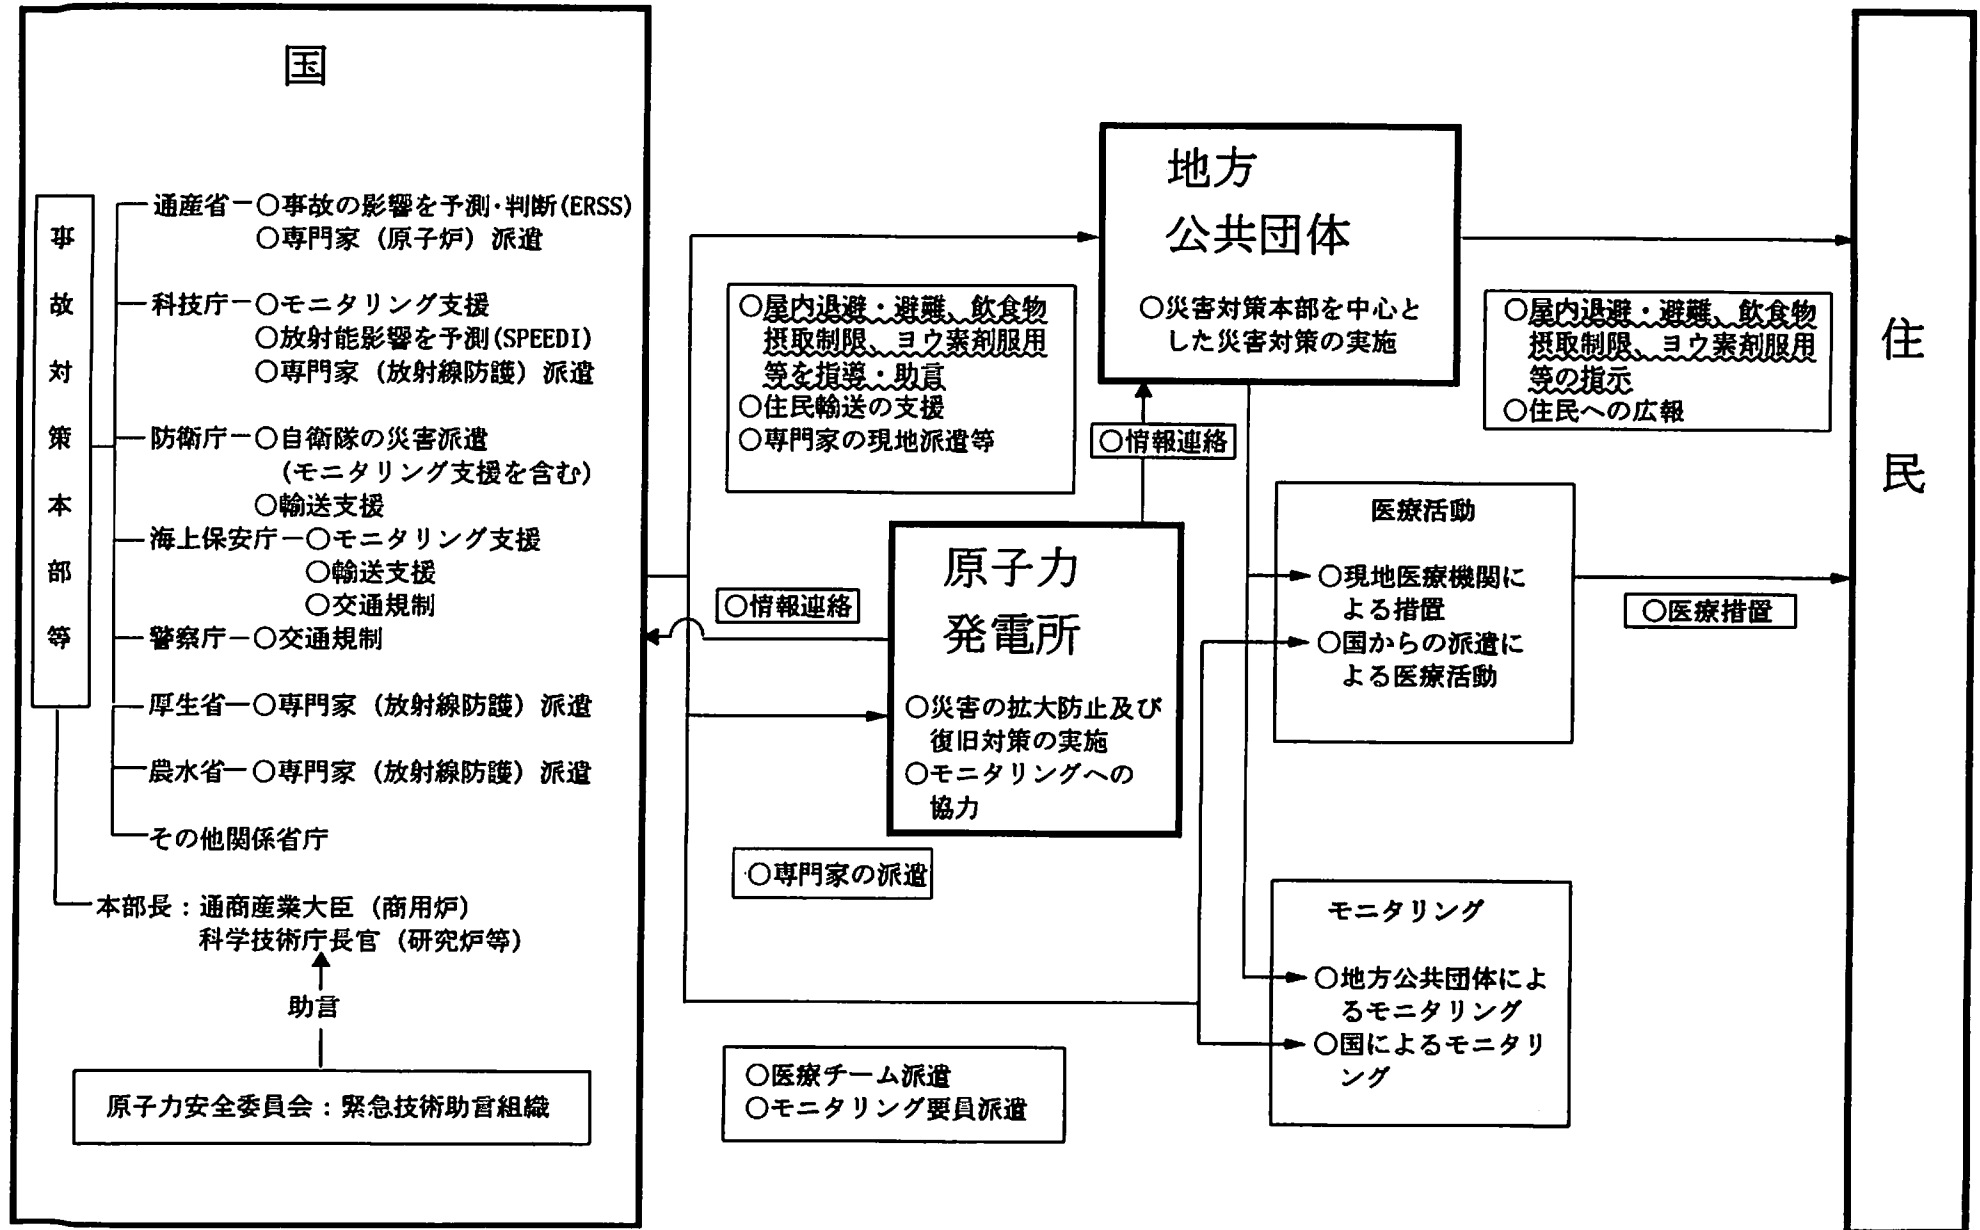 国
事故対策本部等
通産省－○事故の影響を予測・判断(ERSS)
○専門家（原子炉）派遣
科技庁－○モニタリング支援
○放射能影響を予測(SPEEDI)
○専門家（放射線防護）派遣
防衛庁－○自衛隊の災害派遣
(モニタリング支援を含む)
○輸送支援
海上保安庁－○モニタリング支援
○輸送支援
○交通規制
警察庁－○交通規制
厚生省－○専門家（放射線防護）派遣
農水省－○専門家（放射線防護）派遣
その他関係省庁
本部長：通商産業大臣（商用炉）
科学技術庁長官（研究炉等）
助言
原子力安全委員会：緊急技術助言組織
○屋内退避・避難、飲食物
摂取制限、ヨウ素剤服用
等を指導・助言
○住民輸送の支援
○専門家の現地派遣等
○情報連絡
○専門家の派遣
○医療チーム派遣
○モニタリング要員派遣
地方
公共団体
○災害対策本部を中心と
した災害対策の実施
○情報連絡
原子力
発電所
○災害の拡大防止及び
復旧対策の実施
○モニタリングへの
協力
○屋内退避・避難、飲食物
摂取制限、ヨウ素剤服用
等の指示
○住民への広報
医療活動
○現地医療機関に
よる措置
○国からの派遣に
よる医療活動
○医療措置
モニタリング
○地方公共団体によ
るモニタリング
○国によるモニタリ
ング
住民